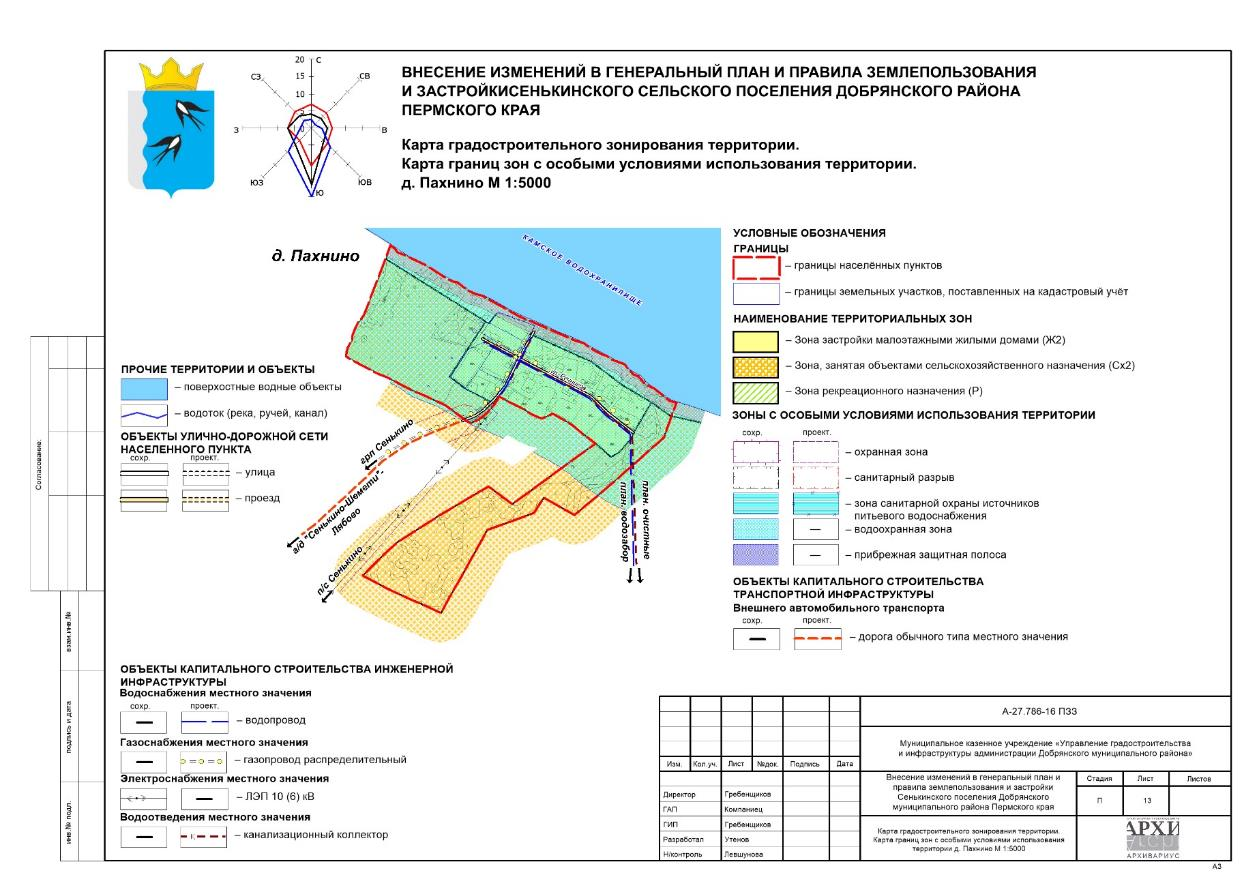 ВНЕСЕНИЕ ИЗМЕНЕНИЙ В ГЕНЕРАЛЬНЫЙ ПЛАН И ПРАВИЛА ЗЕМЛЕПОЛЬЗОВАНИЯ
И ЗАСТРОЙКИСЕНЬКИНСКОГО СЕЛЬСКОГО ПОСЕЛЕНИЯ ДОБРЯНСКОГО РАЙОНА
ПЕРМСКОГО КРАЯ
Карта градостроительного зонирования территории.
Карта границ зон с особыми условиями использования территории.
д. Пахнино М 1:5000
20 С
15
10
5
0
СЗ
СВ
З
В
ЮЗ
ЮВ
Ю
д. Пахнино
КАМСКОЕ ВОДОХРАНИЛИЩЕ
грп Сенькино
а/д "Сенькино-Шемети"-
Лябово
п/с Сенькино
план. водозабор
план. очистные
УСЛОВНЫЕ ОБОЗНАЧЕНИЯ
ГРАНИЦЫ
– границы населённых пунктов
– границы земельных участков, поставленных на кадастровый учёт
НАИМЕНОВАНИЕ ТЕРРИТОРИАЛЬНЫХ ЗОН
– Зона застройки малоэтажными жилыми домами (Ж2)
– Зона, занятая объектами сельскохозяйственного назначения (Сх2)
– Зона рекреационного назначения (Р)
ЗОНЫ С ОСОБЫМИ УСЛОВИЯМИ ИСПОЛЬЗОВАНИЯ ТЕРРИТОРИИ
сохр. проект.
– охранная зона
– санитарный разрыв
– зона санитарной охраны источников
питьевого водоснабжения
– водоохранная зона
– прибрежная защитная полоса
ОБЪЕКТЫ КАПИТАЛЬНОГО СТРОИТЕЛЬСТВА
ТРАНСПОРТНОЙ ИНФРАСТРУКТУРЫ
Внешнего автомобильного транспорта
сохр. проект.
– дорога обычного типа местного значения
ПРОЧИЕ ТЕРРИТОРИИ И ОБЪЕКТЫ
– поверхостные водные объекты
– водоток (река, ручей, канал)
ОБЪЕКТЫ УЛИЧНО-ДОРОЖНОЙ СЕТИ
НАСЕЛЕННОГО ПУНКТА
сохр. проект.
– улица
– проезд
ОБЪЕКТЫ КАПИТАЛЬНОГО СТРОИТЕЛЬСТВА ИНЖЕНЕРНОЙ
ИНФРАСТРУКТУРЫ
Водоснабжения местного значения
сохр. проект.
– водопровод
Газоснабжения местного значения
– газопровод распределительный
Электроснабжения местного значения
– ЛЭП 10 (6) кВ
Водоотведения местного значения
– канализационный коллектор
Согласование.
взам.инв.№
подпись и дата
инв.№ подл.
А-27.786-16 ПЗЗ
Муниципальное казенное учреждение «Управление градостроительства
и инфраструктуры администрации Добрянского муниципального района»
Изм. Кол.уч. Лист №док. Подпись Дата
Директор Гребенщиков
ГАП Компаниец
ГИП Гребенщиков
Разработал Утенов
Н/контроль Левшунова
Внесение изменений в генеральный план и
правила землепользования и застройки
Сенькинского поселения Добрянского
муниципального района Пермского края
Стадия Лист Листов
П 13
Карта градостроительного зонирования территории.
Карта границ зон с особыми условиями использования
территории д. Пахнино М 1:5000
АРХИ
АРХИВАРИУС
А3